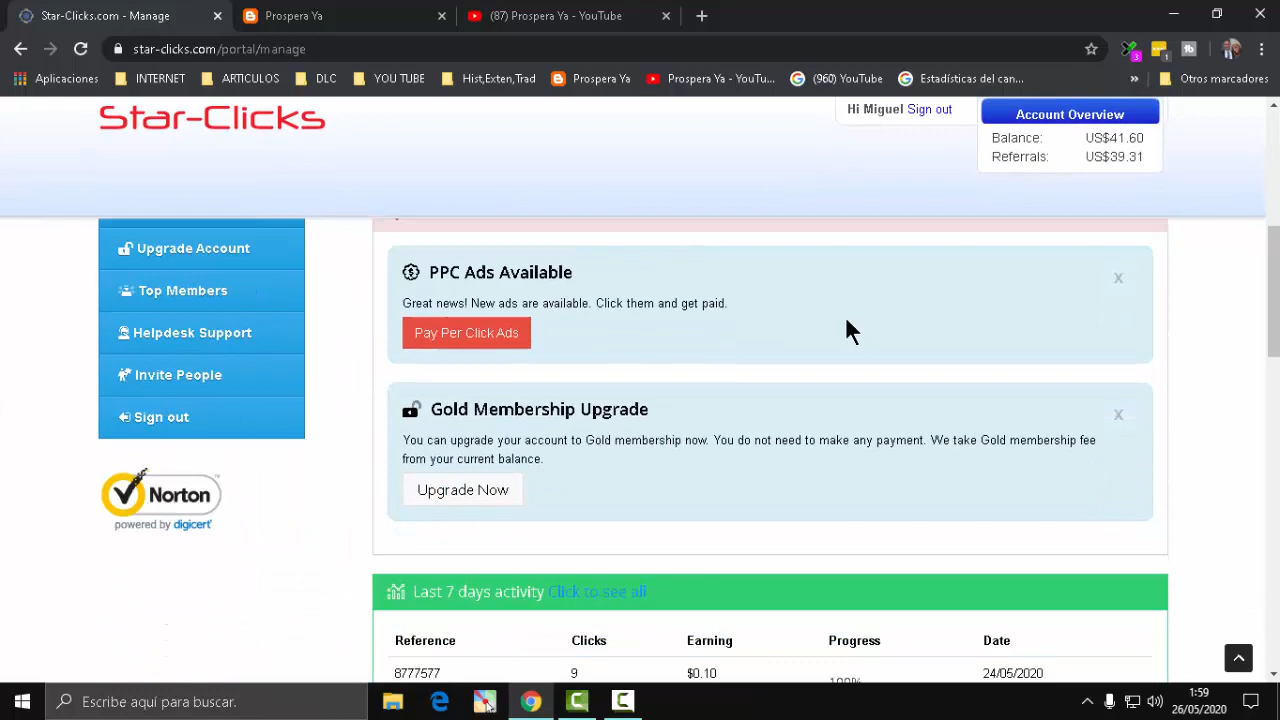 Star-Clicks.com - Manage
Prospera Ya
(87) Prospera Ya - YouTube
star-clicks.com/portal/manage
3
1
Aplicaciones
INTERNET
ARTICULOS
DLC
YOU TUBE
Hist,Exten,Trad
Prospera Ya
Prospera Ya - YouTu...
(960) YouTube
Estadísticas del can...
Otros marcadores
Star-Clicks
Hi Miguel Sign out
Account Overview
Balance: US$41.60
Referrals: US$39.31
Upgrade Account
Top Members
Helpdesk Support
Invite People
Sign out
Norton
powered by digicert
PPC Ads Available
X
Great news! New ads are available. Click them and get paid.
Pay Per Click Ads
Gold Membership Upgrade
X
You can upgrade your account to Gold membership now. You do not need to make any payment. We take Gold membership fee
from your current balance.
Upgrade Now
Last 7 days activity Click to see all
Reference Clicks Earning Progress Date
8777577 9 $0.10 100% 24/05/2020
Escribe aquí para buscar.
1:59
26/05/2020